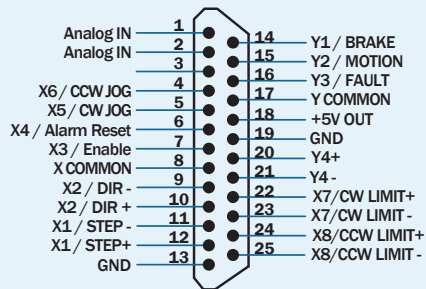 Analog IN 1
Analog IN 2
3
X6 / CCW JOG 4
X5 / CW JOG 5
X4 / Alarm Reset 6
X3 / Enable 7
X COMMON 8
X2 / DIR - 9
X2 / DIR + 10
X1 / STEP - 11
X1 / STEP+ 12
GND 13
14 Y1 / BRAKE
15 Y2 / MOTION
16 Y3 / FAULT
17 Y COMMON
18 +5V OUT
19 GND
20 Y4+
21 Y4 -
22 X7/CW LIMIT+
23 X7/CW LIMIT -
24 X8/CCW LIMIT+
25 X8/CCW LIMIT -